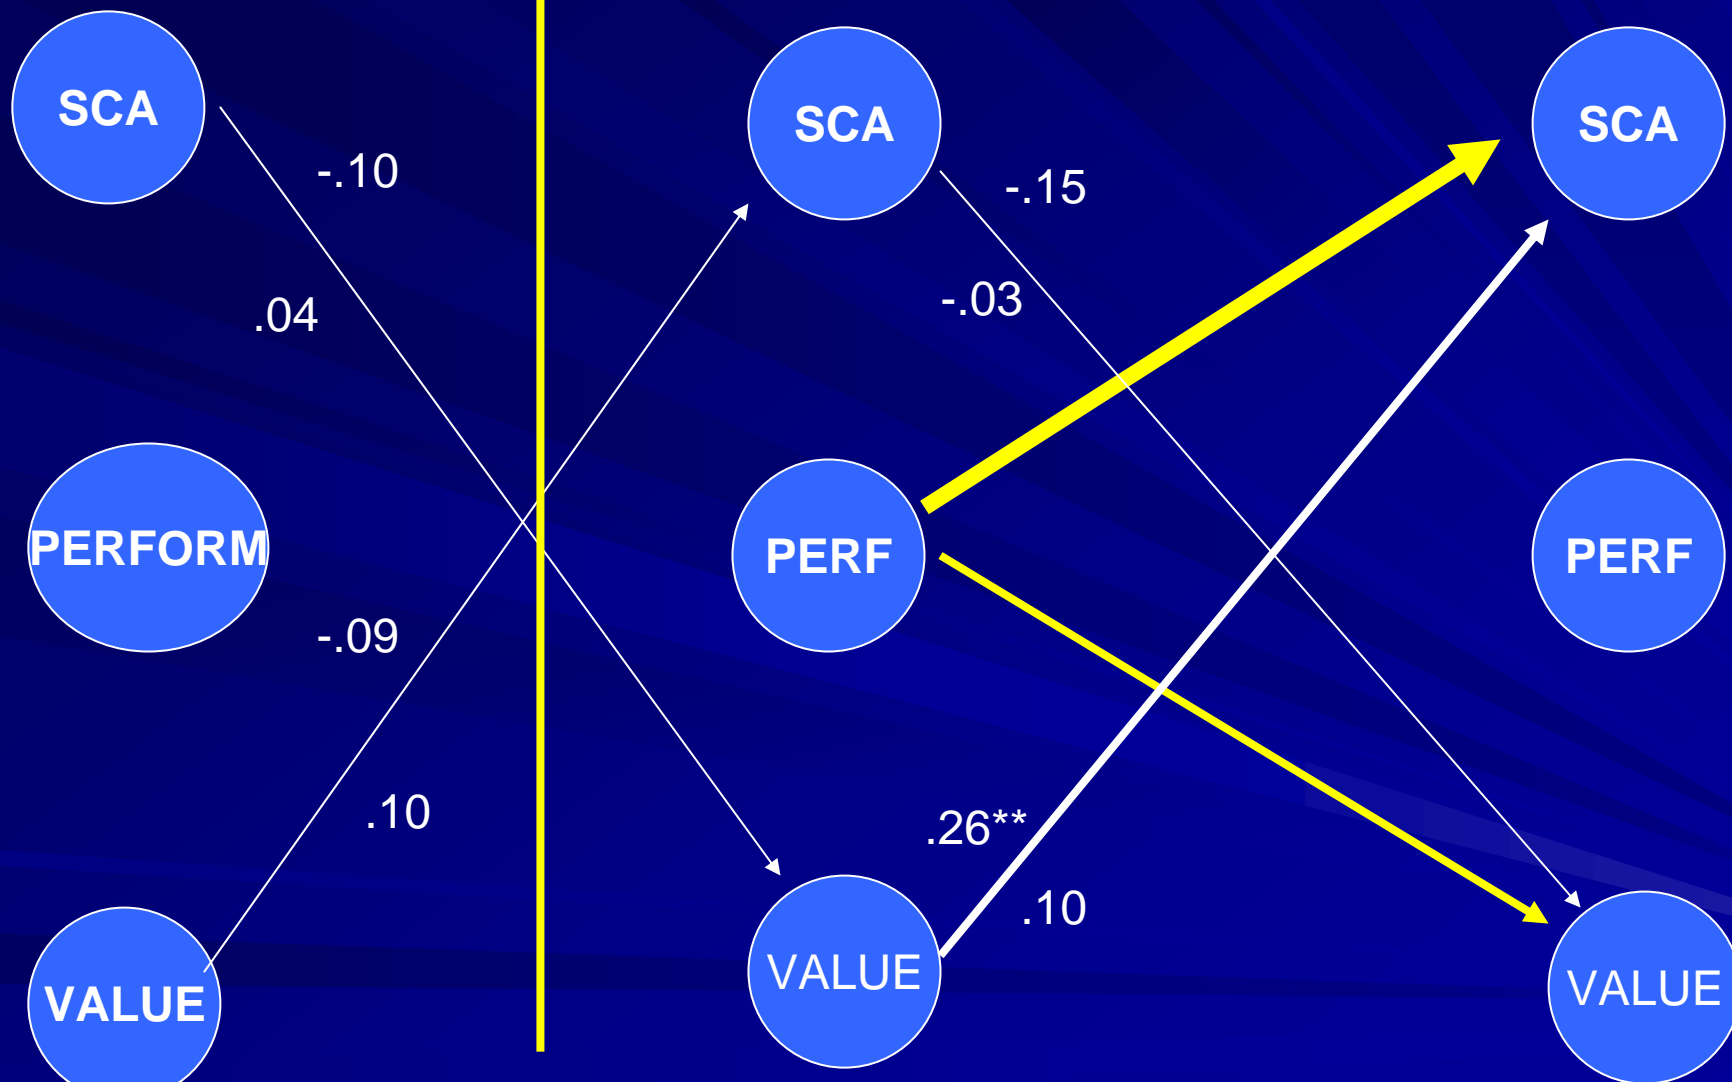 SCA
SCA
SCA
-.10
-.15
-.03
.04
PERFORM
PERF
PERF
-.09
.10
.26**
.10
VALUE
VALUE
VALUE